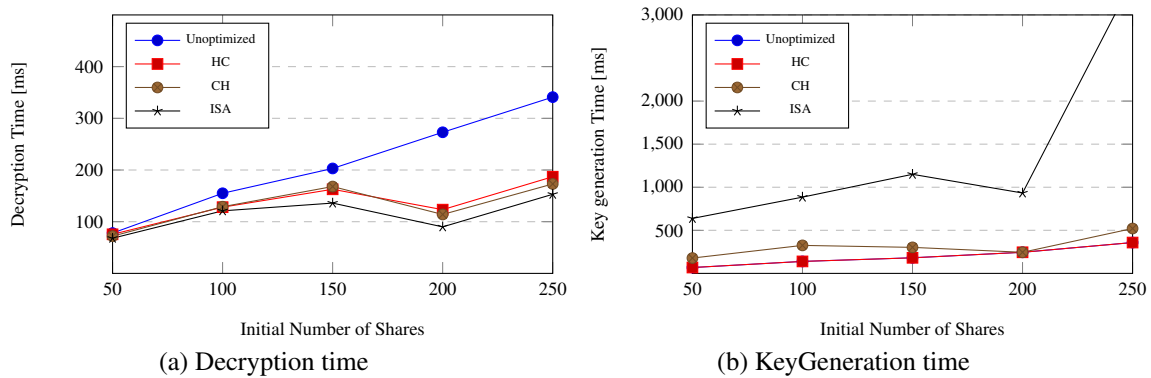 Unoptimized
HC
CH
ISA
400
300
200
100
50
100
150
200
250
Decryption Time [ms]
Initial Number of Shares
(a) Decryption time
Unoptimized
HC
CH
ISA
3,000
2,000
1,500
1,000
500
50
100
150
200
250
Key generation Time [ms]
Initial Number of Shares
(b) KeyGeneration time